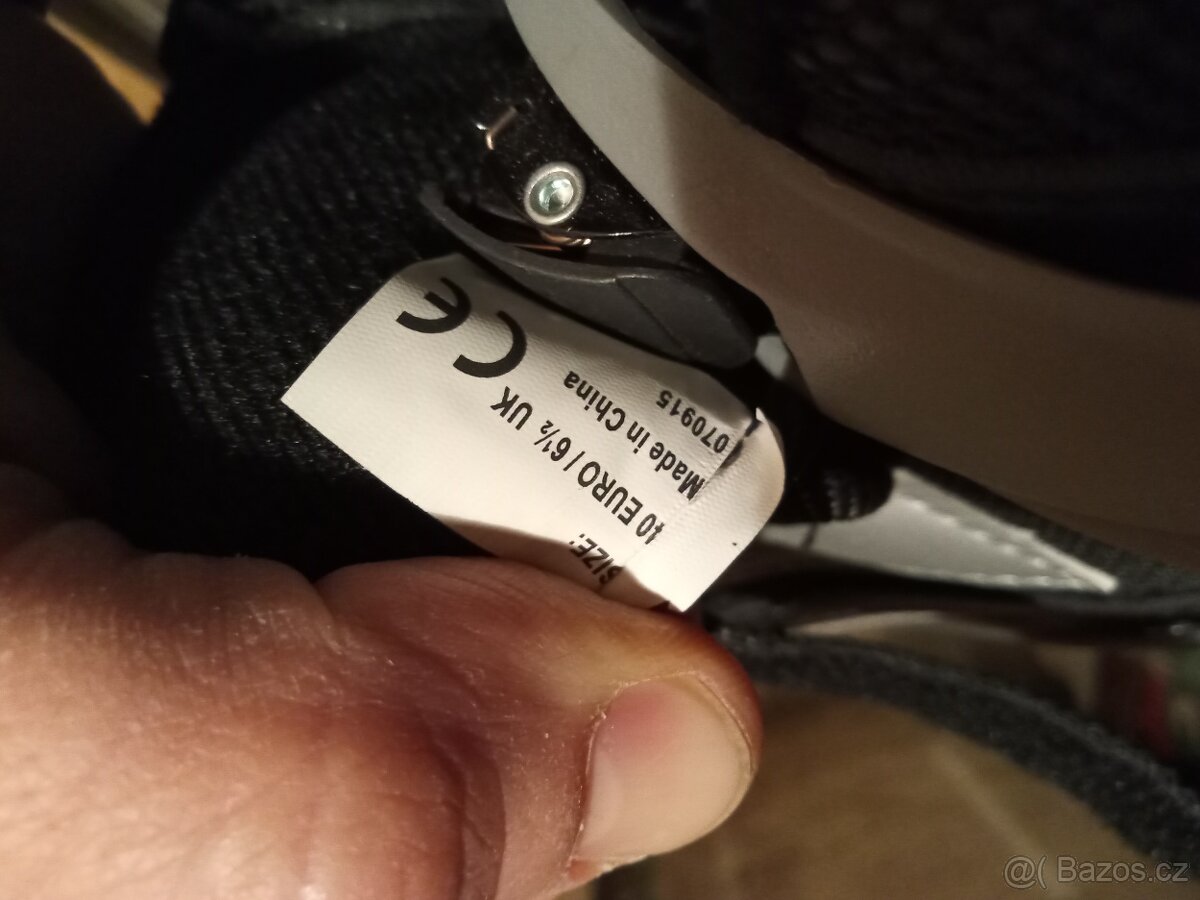 SIZE:
40 EURO / 6½ UK
Made in China
070915
CE
@( Bazos.cz